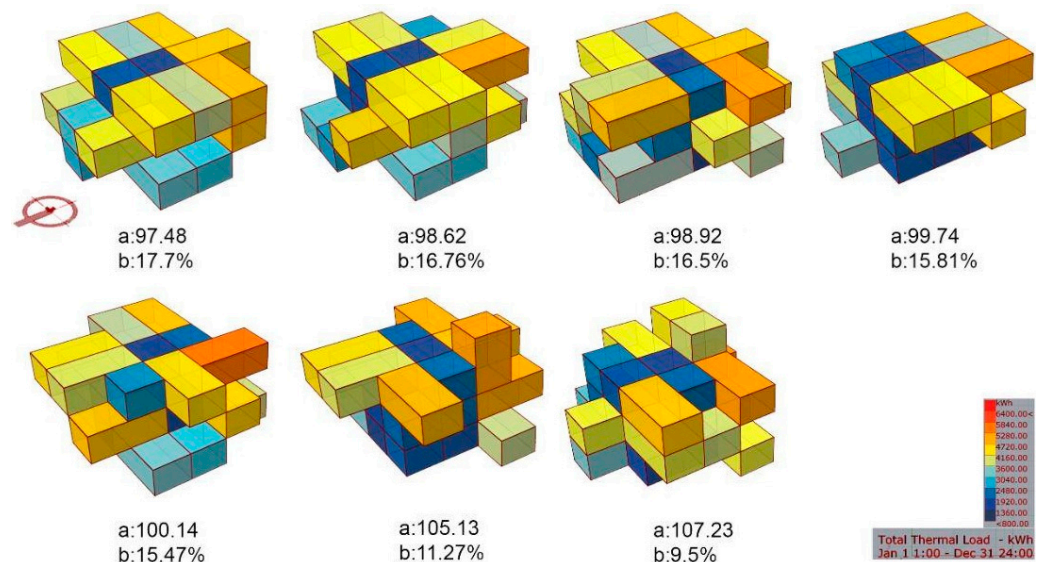 a:97.48
b:17.7%
a:98.62
b:16.76%
a:98.92
b:16.5%
a:99.74
b:15.81%
a:100.14
b:15.47%
a:105.13
b:11.27%
a:107.23
b:9.5%
kWh
6400.00<
5840.00
5280.00
4720.00
4160.00
3600.00
3040.00
2480.00
1920.00
1360.00
<800.00
Total Thermal Load - kWh
Jan 1 1:00 - Dec 31 24:00